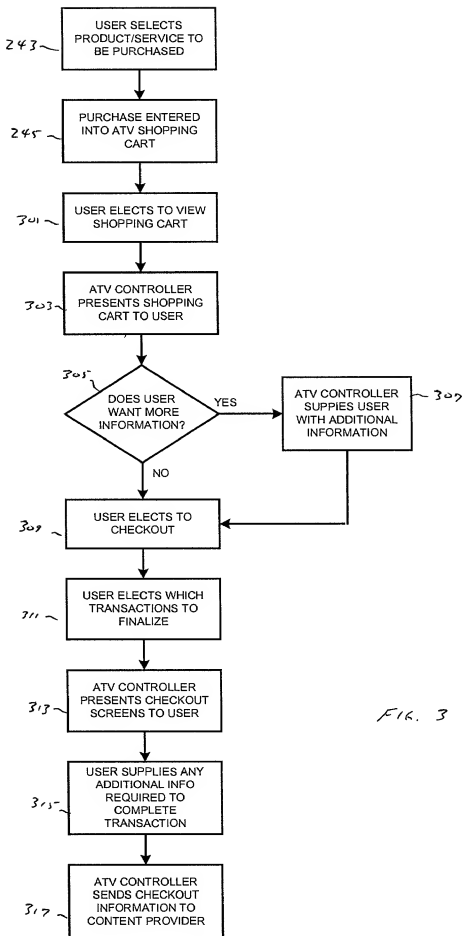 243
USER SELECTS
PRODUCT/SERVICE TO
BE PURCHASED
245
PURCHASE ENTERED
INTO ATV SHOPPING
CART
301
USER ELECTS TO VIEW
SHOPPING CART
303
ATV CONTROLLER
PRESENTS SHOPPING
CART TO USER
305
DOES USER
WANT MORE
INFORMATION?
YES
ATV CONTROLLER
SUPPIES USER
WITH ADDITIONAL
INFORMATION
307
NO
309
USER ELECTS TO
CHECKOUT
311
USER ELECTS WHICH
TRANSACTIONS TO
FINALIZE
313
ATV CONTROLLER
PRESENTS CHECKOUT
SCREENS TO USER
FIG. 3
315
USER SUPPLIES ANY
ADDITIONAL INFO
REQUIRED TO
COMPLETE
TRANSACTION
317
ATV CONTROLLER
SENDS CHECKOUT
INFORMATION TO
CONTENT PROVIDER